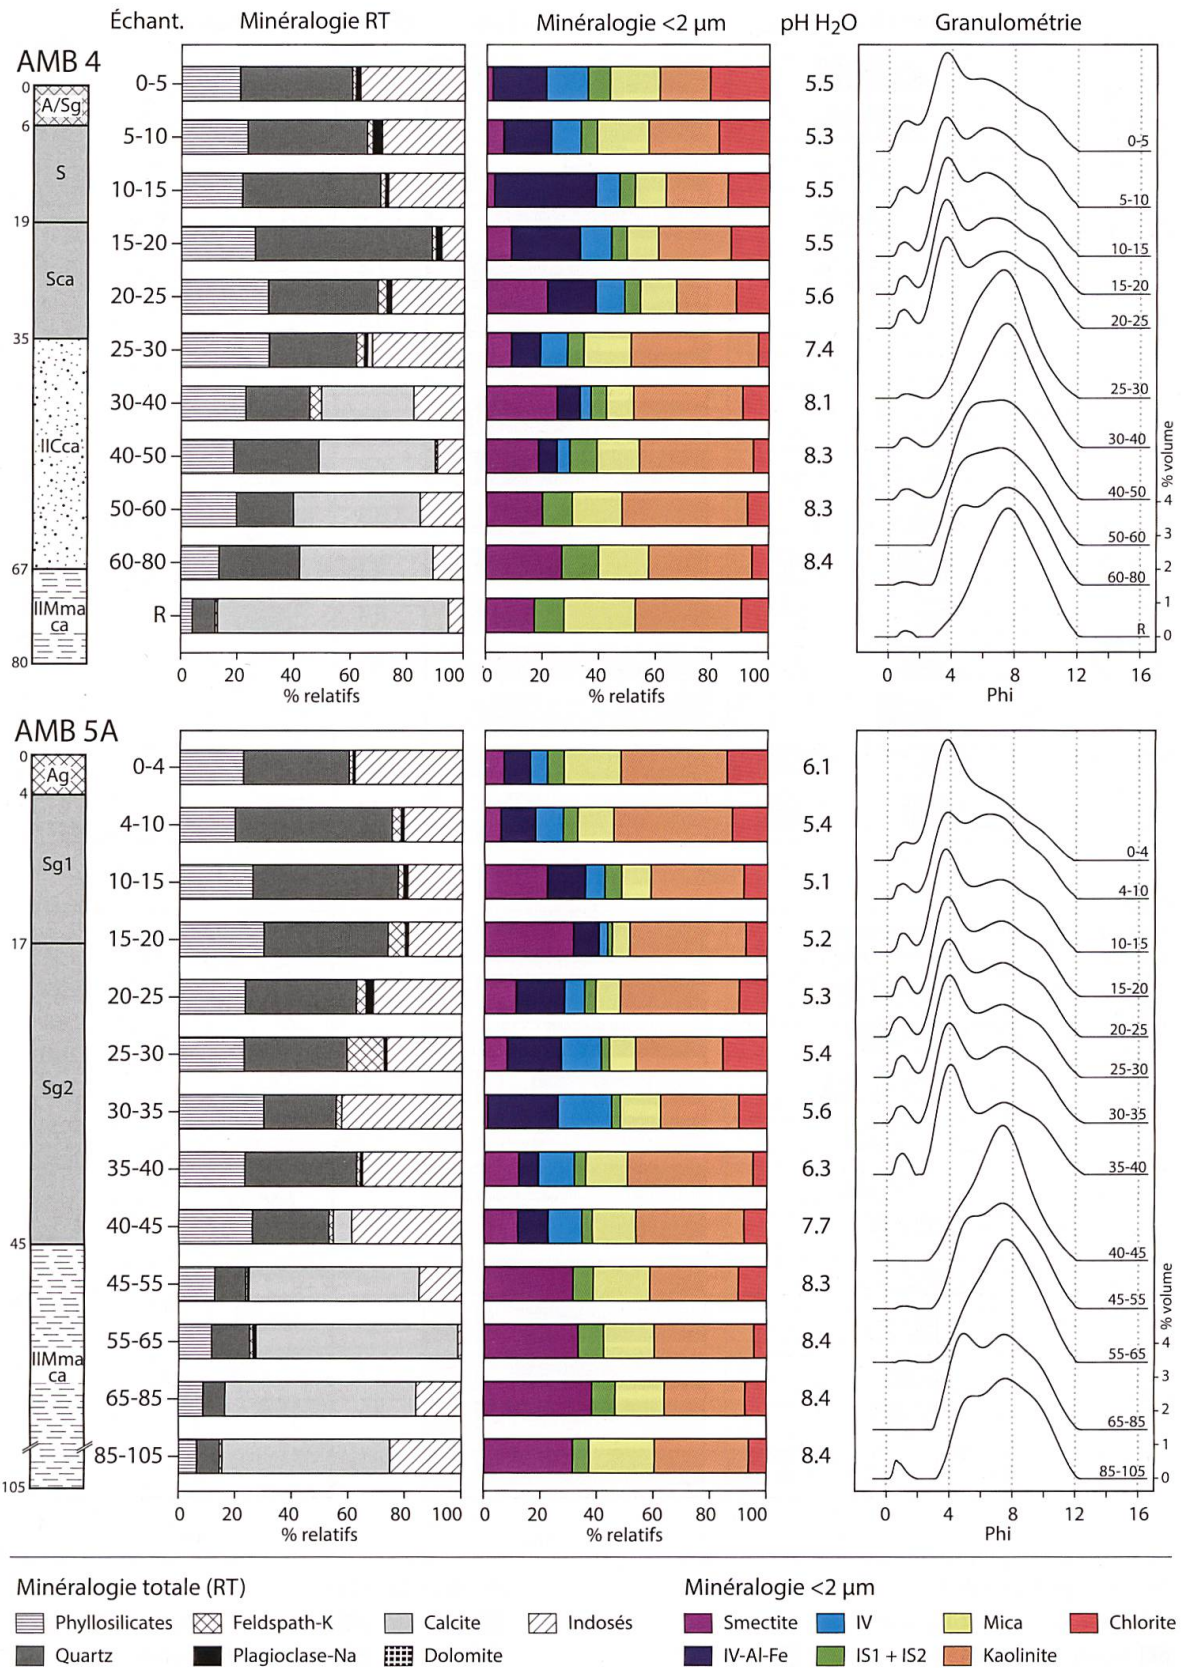 Échant. Minéralogie RT Minéralogie <2 µm pH H₂O Granulométrie
AMB 4
0
A/Sg
6
S
19
Sca
35
IICca
67
IIMma
ca
80
0-5 5.5 0-5
5-10 5.3 5-10
10-15 5.5 10-15
15-20 5.5 15-20
20-25 5.6 20-25
25-30 7.4 25-30
30-40 8.1 30-40
40-50 8.3 40-50
50-60 8.3 50-60
60-80 8.4 60-80
R R
% volume
4
3
2
1
0
0 20 40 60 80 100 0 20 40 60 80 100 0 4 8 12 16
% relatifs % relatifs Phi
AMB 5A
0
Ag
4
Sg1
17
Sg2
45
IIMma
ca
105
0-4 6.1 0-4
4-10 5.4 4-10
10-15 5.1 10-15
15-20 5.2 15-20
20-25 5.3 20-25
25-30 5.4 25-30
30-35 5.6 30-35
35-40 6.3 35-40
40-45 7.7 40-45
45-55 8.3 45-55
55-65 8.4 55-65
65-85 8.4 65-85
85-105 8.4 85-105
% volume
4
3
2
1
0
0 20 40 60 80 100 0 20 40 60 80 100 0 4 8 12 16
% relatifs % relatifs Phi
Minéralogie totale (RT) Minéralogie <2 µm
Phyllosilicates Feldspath-K Calcite Indosés Smectite IV Mica Chlorite
Quartz Plagioclase-Na Dolomite IV-Al-Fe IS1 + IS2 Kaolinite